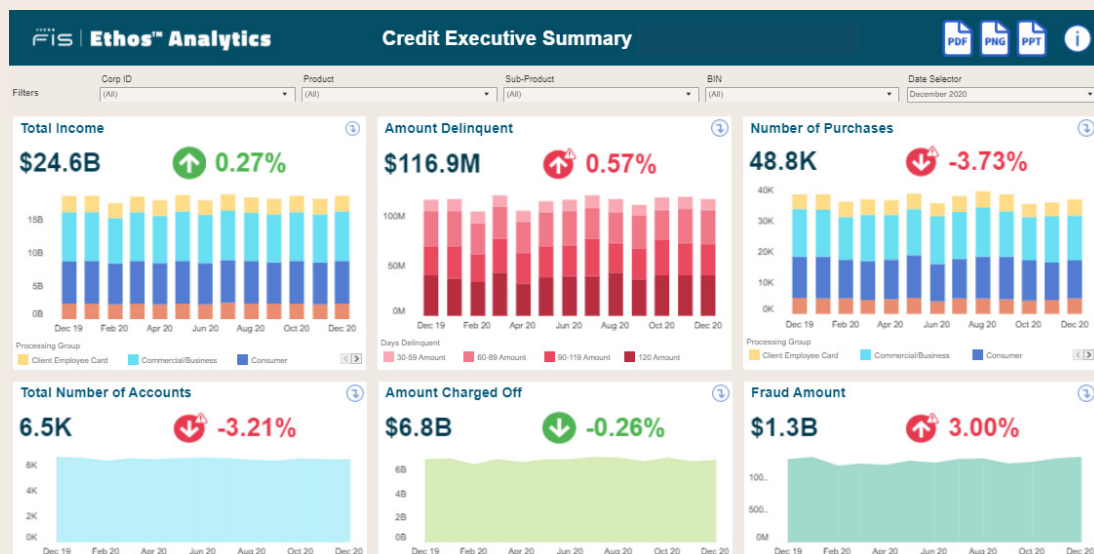 FIS | Ethos™ Analytics
Credit Executive Summary
PDF PNG PPT i
Filters
Corp ID
(All)
Product
(All)
Sub-Product
(All)
BIN
(All)
Date Selector
December 2020
Total Income
$24.6B
0.27%
15B
10B
5B
0B
Dec 19 Feb 20 Apr 20 Jun 20 Aug 20 Oct 20 Dec 20
Processing Group
Client Employee Card Commercial/Business Consumer
Amount Delinquent
$116.9M
0.57%
100M
50M
0M
Dec 19 Feb 20 Apr 20 Jun 20 Aug 20 Oct 20 Dec 20
Days Delinquent
30-59 Amount 60-89 Amount 90-119 Amount 120 Amount
Number of Purchases
48.8K
-3.73%
40K
30K
20K
10K
0K
Dec 19 Feb 20 Apr 20 Jun 20 Aug 20 Oct 20 Dec 20
Processing Group
Client Employee Card Commercial/Business Consumer
Total Number of Accounts
6.5K
-3.21%
6K
4K
2K
0K
Dec 19 Feb 20 Apr 20 Jun 20 Aug 20 Oct 20 Dec 20
Amount Charged Off
$6.8B
-0.26%
6B
4B
2B
0B
Dec 19 Feb 20 Apr 20 Jun 20 Aug 20 Oct 20 Dec 20
Fraud Amount
$1.3B
3.00%
100..
500...
0M
Dec 19 Feb 20 Apr 20 Jun 20 Aug 20 Oct 20 Dec 20